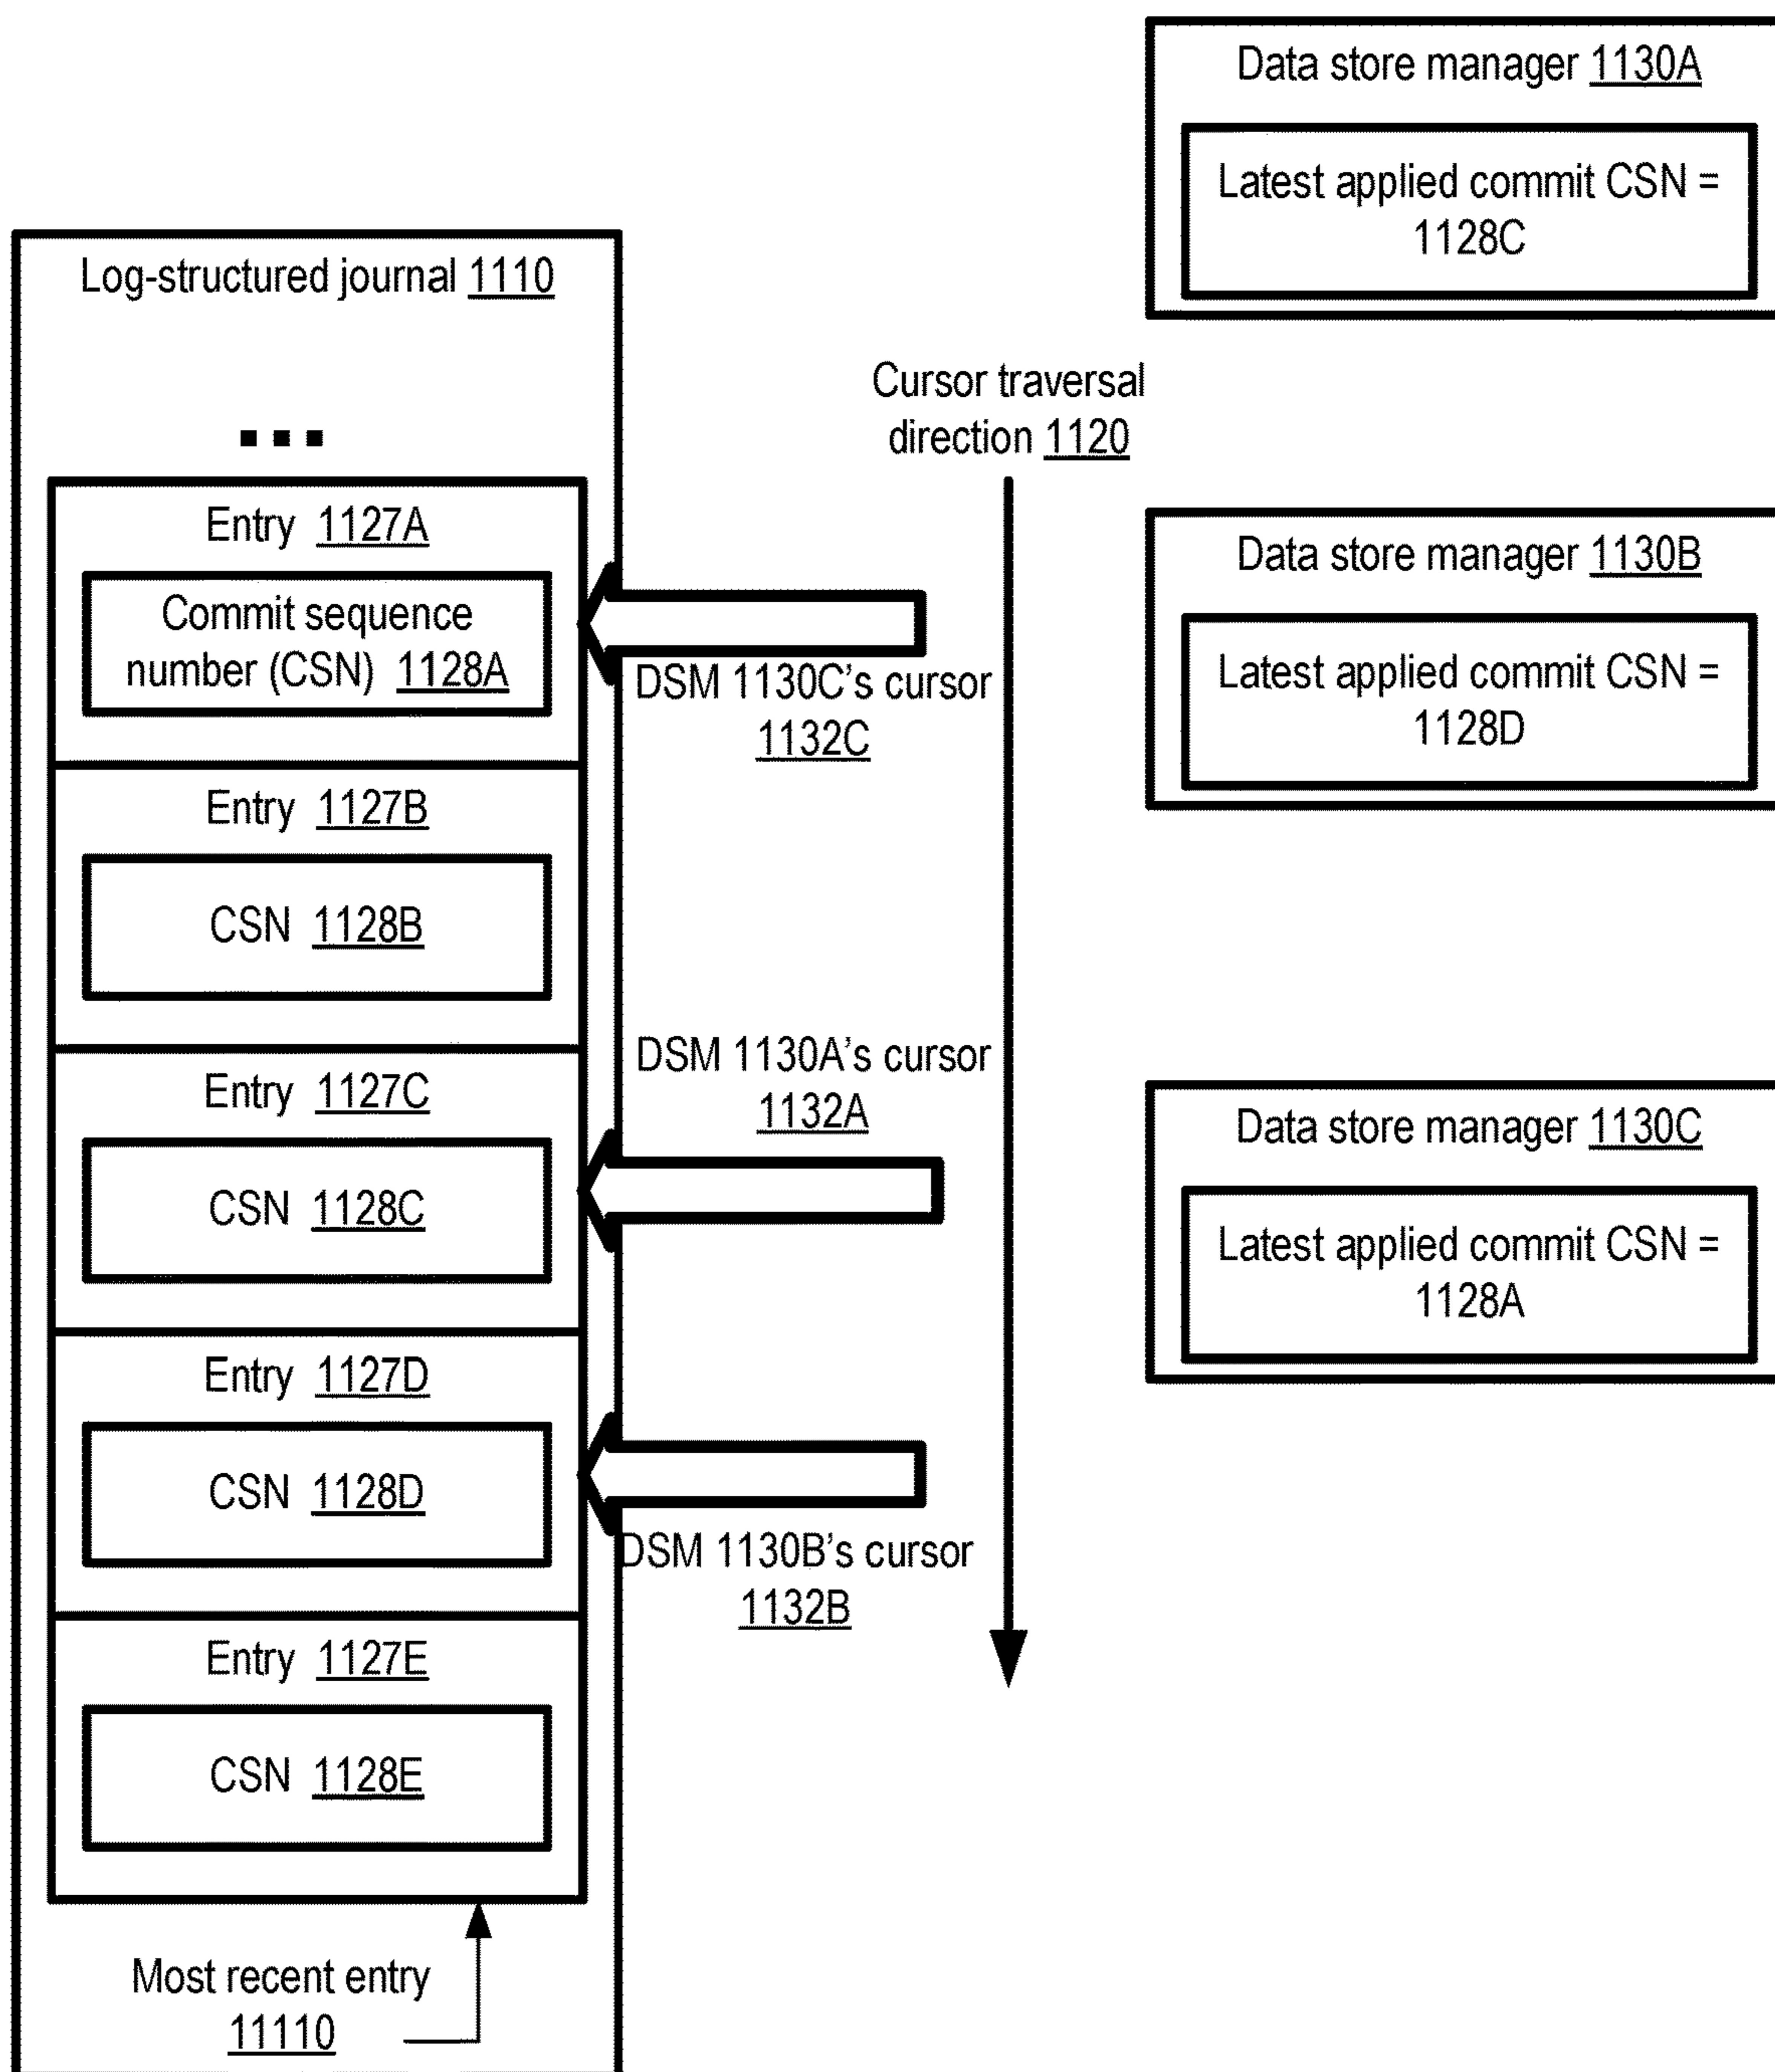 Log-structured journal 1110
...
Entry 1127A
Commit sequence
number (CSN) 1128A
Entry 1127B
CSN 1128B
Entry 1127C
CSN 1128C
Entry 1127D
CSN 1128D
Entry 1127E
CSN 1128E
Most recent entry
11110
DSM 1130C's cursor
1132C
DSM 1130A's cursor
1132A
DSM 1130B's cursor
1132B
Cursor traversal
direction 1120
Data store manager 1130A
Latest applied commit CSN =
1128C
Data store manager 1130B
Latest applied commit CSN =
1128D
Data store manager 1130C
Latest applied commit CSN =
1128A